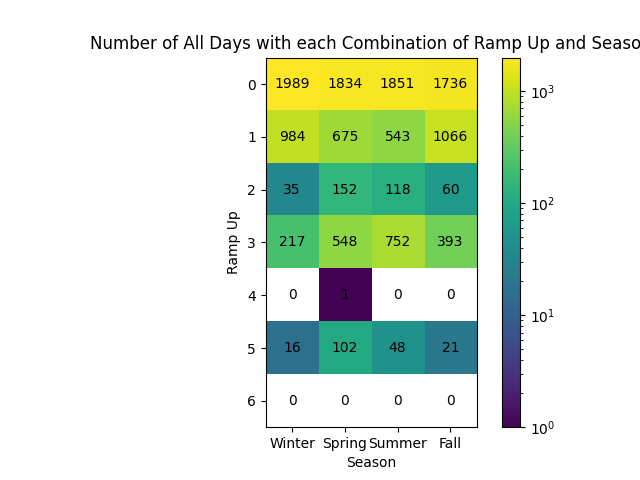 Number of All Days with each Combination of Ramp Up and Seaso
0 1989 1834 1851 1736
1 984 675 543 1066
2 35 152 118 60
3 217 548 752 393
4 0 1 0 0
5 16 102 48 21
6 0 0 0 0
Ramp Up
Winter Spring Summer Fall
Season
10³
10²
10¹
10⁰